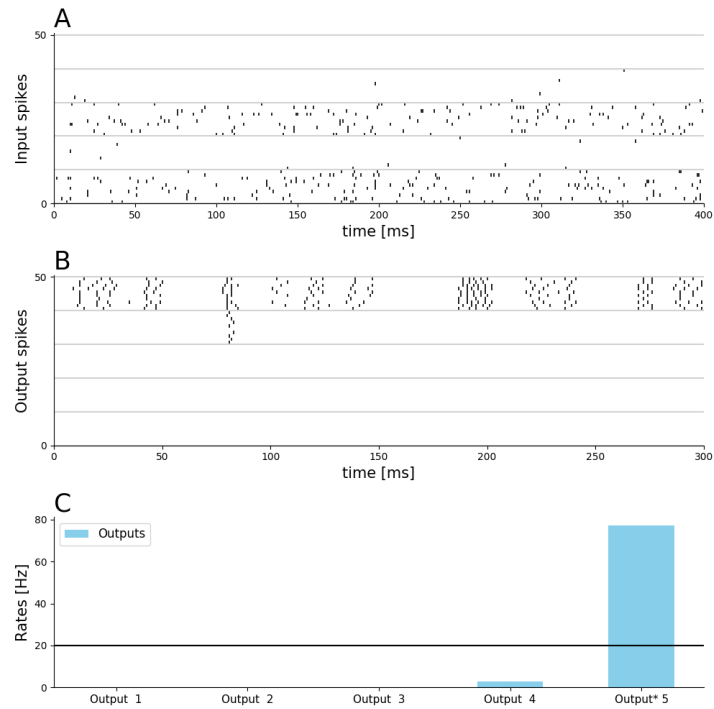 A
50
Input spikes
0
0 50 100 150 200 250 300 350 400
time [ms]
B
50
Output spikes
0
0 50 100 150 200 250 300
time [ms]
C
80
Outputs
60
Rates [Hz]
40
20
0
Output 1 Output 2 Output 3 Output 4 Output* 5